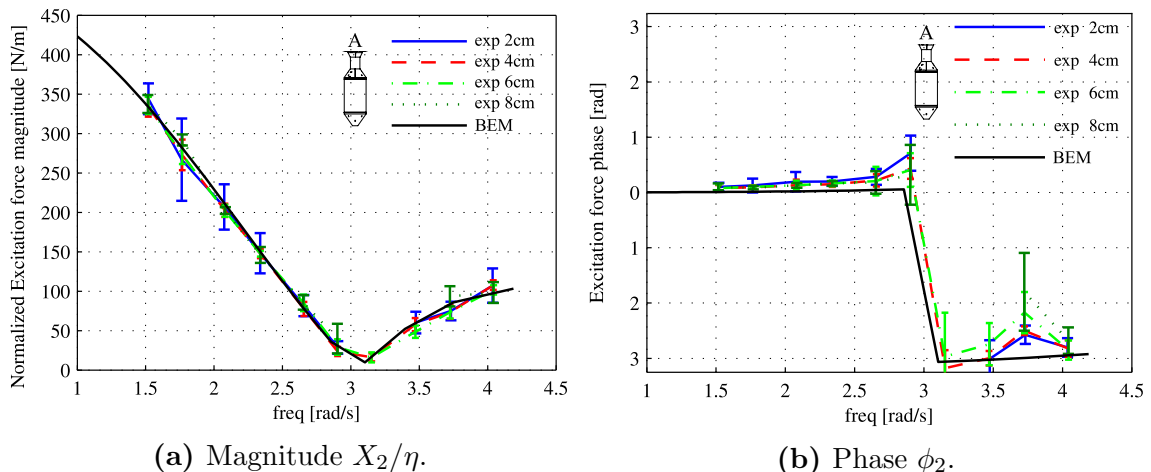 Normalized Excitation force magnitude [N/m]
450
400
350
300
250
200
150
100
50
0
1
1.5
2
2.5
3
3.5
4
4.5
freq [rad/s]
A
exp 2cm
exp 4cm
exp 6cm
exp 8cm
BEM
(a) Magnitude X₂/η.
Excitation force phase [rad]
3
2
1
0
1
2
3
1
1.5
2
2.5
3
3.5
4
4.5
freq [rad/s]
A
exp 2cm
exp 4cm
exp 6cm
exp 8cm
BEM
(b) Phase ϕ₂.